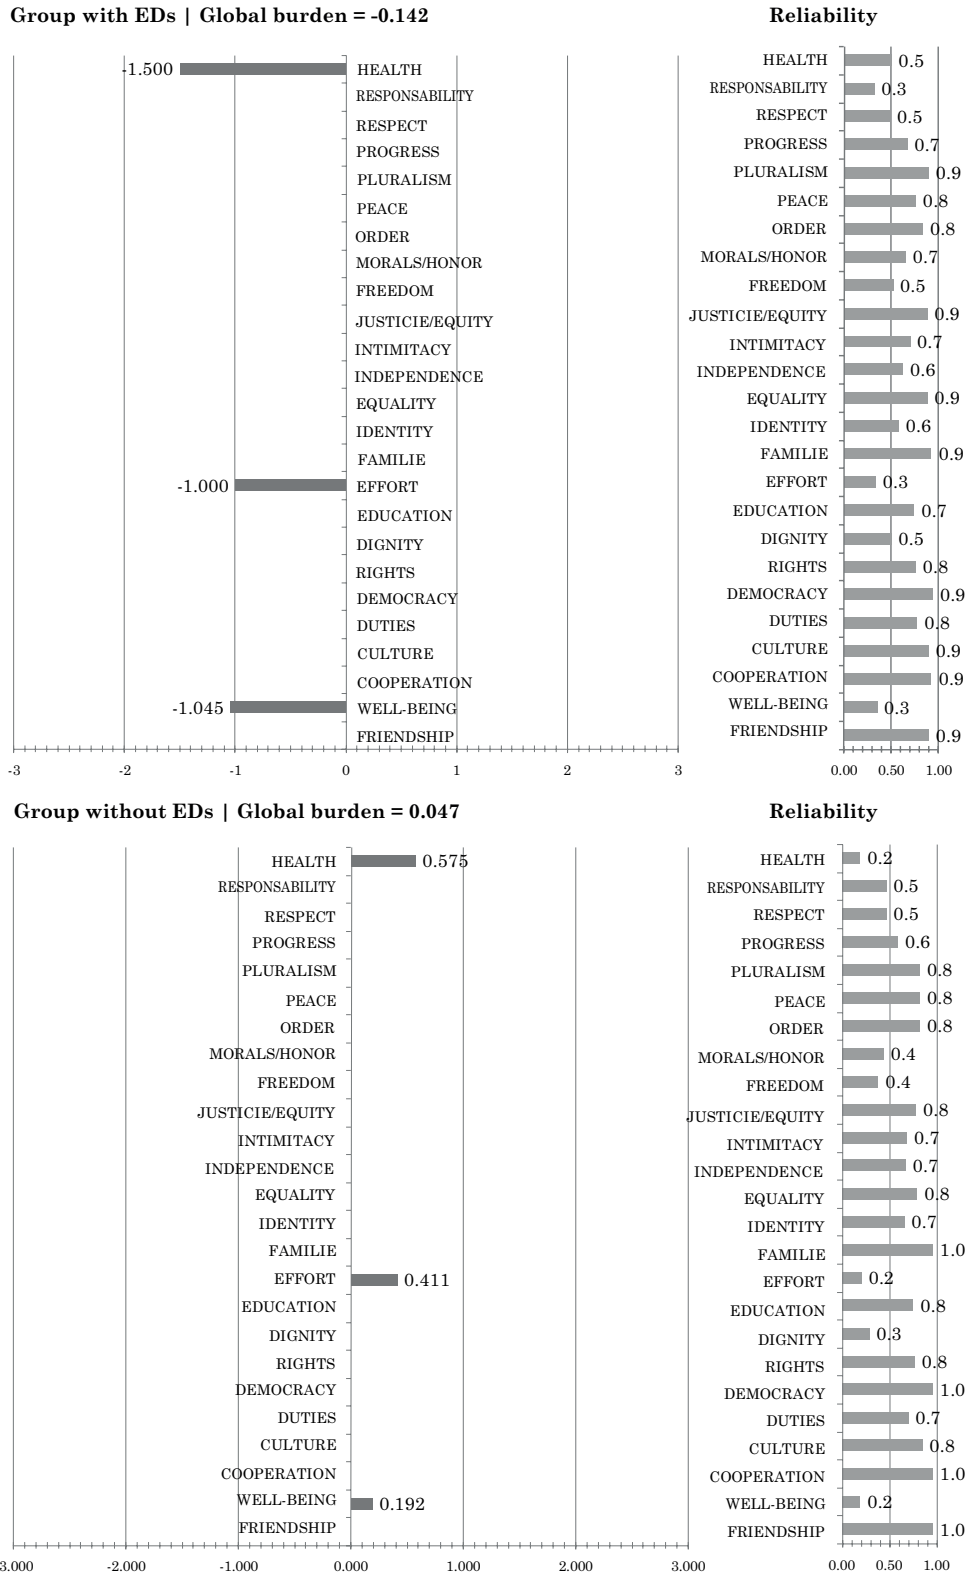 Group with EDs | Global burden = -0.142
Reliability
-1.500 HEALTH
RESPONSABILITY
RESPECT
PROGRESS
PLURALISM
PEACE
ORDER
MORALS/HONOR
FREEDOM
JUSTICIE/EQUITY
INTIMITACY
INDEPENDENCE
EQUALITY
IDENTITY
FAMILIE
-1.000 EFFORT
EDUCATION
DIGNITY
RIGHTS
DEMOCRACY
DUTIES
CULTURE
COOPERATION
-1.045 WELL-BEING
FRIENDSHIP
-3 -2 -1 0 1 2 3
HEALTH 0.5
RESPONSABILITY 0.3
RESPECT 0.5
PROGRESS 0.7
PLURALISM 0.9
PEACE 0.8
ORDER 0.8
MORALS/HONOR 0.7
FREEDOM 0.5
JUSTICIE/EQUITY 0.9
INTIMITACY 0.7
INDEPENDENCE 0.6
EQUALITY 0.9
IDENTITY 0.6
FAMILIE 0.9
EFFORT 0.3
EDUCATION 0.7
DIGNITY 0.5
RIGHTS 0.8
DEMOCRACY 0.9
DUTIES 0.8
CULTURE 0.9
COOPERATION 0.9
WELL-BEING 0.3
FRIENDSHIP 0.9
0.00 0.50 1.00
Group without EDs | Global burden = 0.047
Reliability
HEALTH 0.575
RESPONSABILITY
RESPECT
PROGRESS
PLURALISM
PEACE
ORDER
MORALS/HONOR
FREEDOM
JUSTICIE/EQUITY
INTIMITACY
INDEPENDENCE
EQUALITY
IDENTITY
FAMILIE
EFFORT 0.411
EDUCATION
DIGNITY
RIGHTS
DEMOCRACY
DUTIES
CULTURE
COOPERATION
WELL-BEING 0.192
FRIENDSHIP
3.000 -2.000 -1.000 0.000 1.000 2.000 3.000
HEALTH 0.2
RESPONSABILITY 0.5
RESPECT 0.5
PROGRESS 0.6
PLURALISM 0.8
PEACE 0.8
ORDER 0.8
MORALS/HONOR 0.4
FREEDOM 0.4
JUSTICIE/EQUITY 0.8
INTIMITACY 0.7
INDEPENDENCE 0.7
EQUALITY 0.8
IDENTITY 0.7
FAMILIE 1.0
EFFORT 0.2
EDUCATION 0.8
DIGNITY 0.3
RIGHTS 0.8
DEMOCRACY 1.0
DUTIES 0.7
CULTURE 0.8
COOPERATION 1.0
WELL-BEING 0.2
FRIENDSHIP 1.0
0.00 0.50 1.00